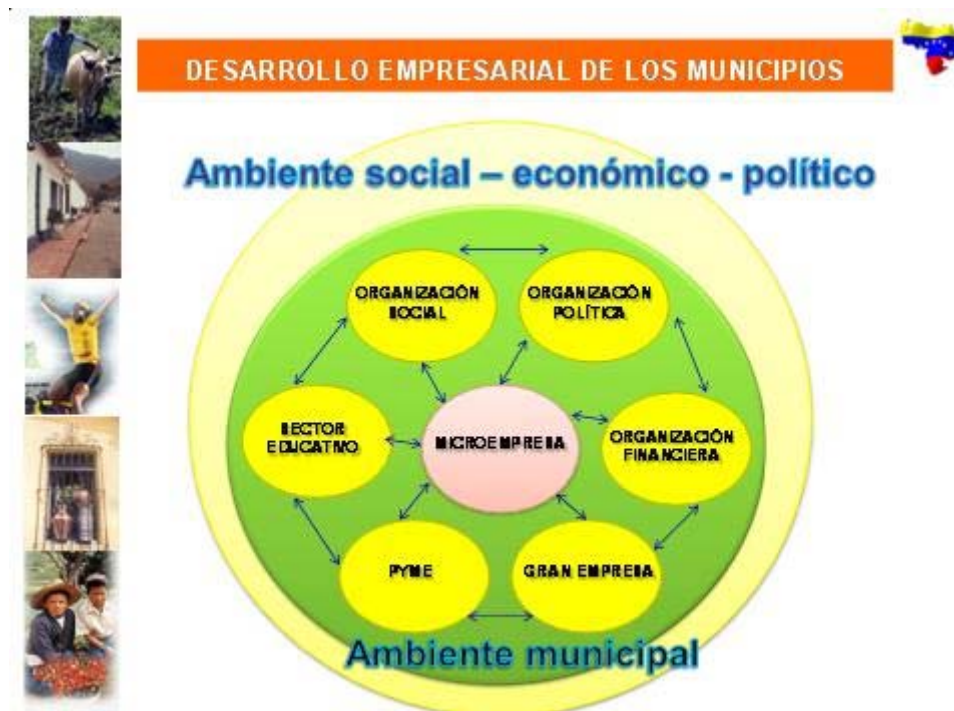 DESARROLLO EMPRESARIAL DE LOS MUNICIPIOS
Ambiente social – económico - político
ORGANIZACIÓN
SOCIAL
ORGANIZACIÓN
POLÍTICA
SECTOR
EDUCATIVO
MICROEMPRESA
ORGANIZACIÓN
FINANCIERA
PYME
GRAN EMPRESA
Ambiente municipal